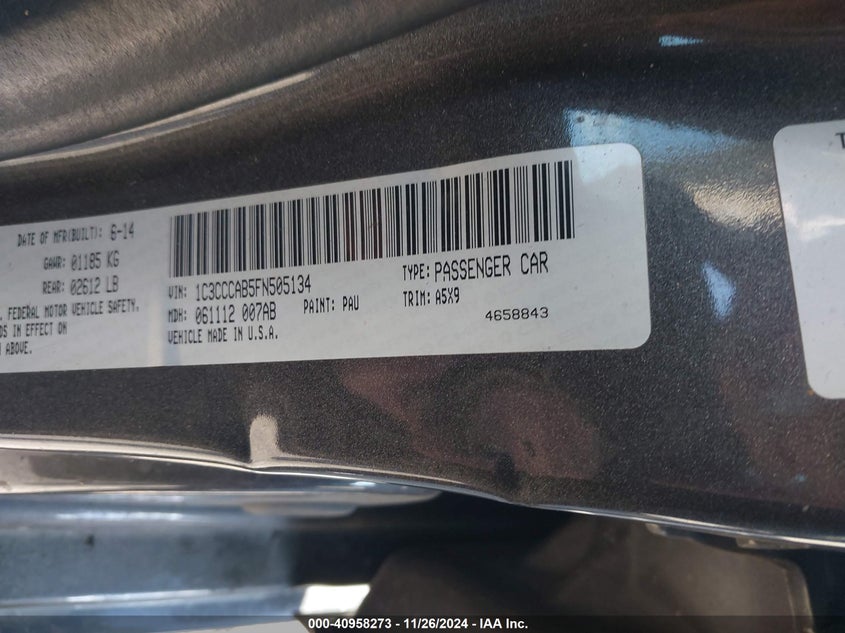 DATE OF MFR(BUILT): 6-14
GAWR: 01185 KG
REAR: 02612 LB
FEDERAL MOTOR VEHICLE SAFETY,
DS IN EFFECT ON
ABOVE.
VIN: 1C3CCCAB5FN505134
TYPE: PASSENGER CAR
MDH: 061112 007AB
PAINT: PAU
TRIM: A5X9
VEHICLE MADE IN U.S.A.
4658843
T
000-40958273 - 11/26/2024 - IAA Inc.